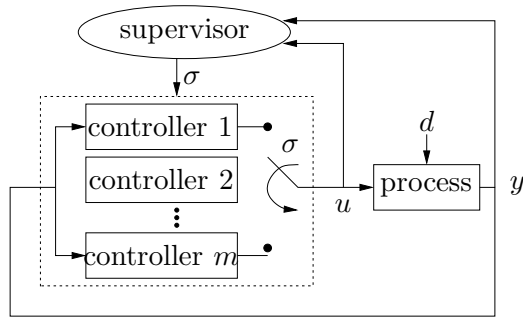 supervisor
σ
controller 1
σ
d
controller 2
process
y
u
controller m